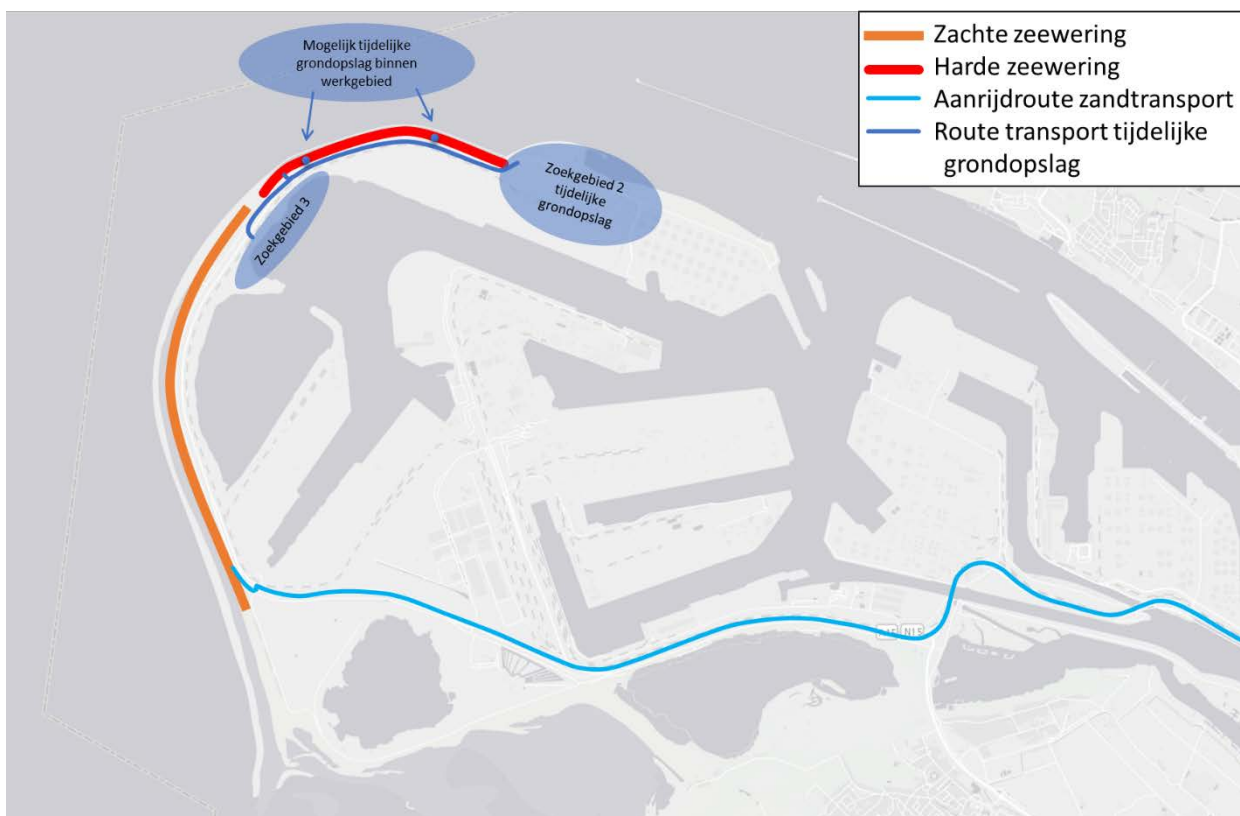 Mogelijk tijdelijke
grondopslag binnen
werkgebied
Zachte zeewering
Harde zeewering
Aanrijdroute zandtransport
Route transport tijdelijke
grondopslag
Zoekgebied 2
tijdelijke
grondopslag
Zoekgebied 3
N15